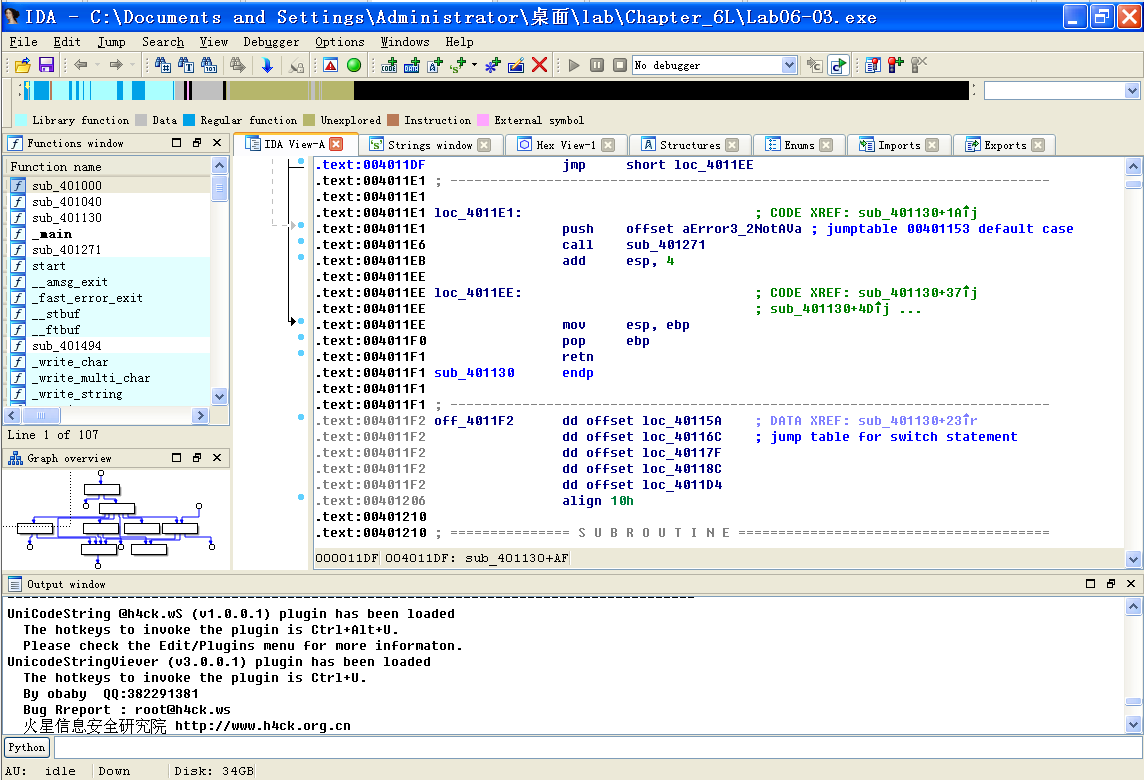 IDA - C:\Documents and Settings\Administrator\桌面\lab\Chapter_6L\Lab06-03.exe
File Edit Jump Search View Debugger Options Windows Help
No debugger
Library function Data Regular function Unexplored Instruction External symbol
Functions window
IDA View-A Strings window Hex View-1 Structures Enums Imports Exports
Function name
sub_401000
sub_401040
sub_401130
_main
sub_401271
start
__amsg_exit
_fast_error_exit
__stbuf
__ftbuf
sub_401494
_write_char
_write_multi_char
_write_string
Line 1 of 107
Graph overview
.text:004011DF jmp short loc_4011EE
.text:004011E1 ; ---------------------------------------------------------------------------
.text:004011E1
.text:004011E1 loc_4011E1: ; CODE XREF: sub_401130+1A↑j
.text:004011E1 push offset aError3_2NotAVa ; jumptable 00401153 default case
.text:004011E6 call sub_401271
.text:004011EB add esp, 4
.text:004011EE
.text:004011EE loc_4011EE: ; CODE XREF: sub_401130+37↑j
.text:004011EE ; sub_401130+4D↑j ...
.text:004011EE mov esp, ebp
.text:004011F0 pop ebp
.text:004011F1 retn
.text:004011F1 sub_401130 endp
.text:004011F1
.text:004011F1 ; ---------------------------------------------------------------------------
.text:004011F2 off_4011F2 dd offset loc_40115A ; DATA XREF: sub_401130+23↑r
.text:004011F2 dd offset loc_40116C ; jump table for switch statement
.text:004011F2 dd offset loc_40117F
.text:004011F2 dd offset loc_40118C
.text:004011F2 dd offset loc_4011D4
.text:00401206 align 10h
.text:00401210
.text:00401210 ; =============== S U B R O U T I N E =======================================
000011DF 004011DF: sub_401130+AF
Output window
UniCodeString @h4ck.wS (v1.0.0.1) plugin has been loaded
The hotkeys to invoke the plugin is Ctrl+Alt+U.
Please check the Edit/Plugins menu for more informaton.
UnicodeStringViever (v3.0.0.1) plugin has been loaded
The hotkeys to invoke the plugin is Ctrl+U.
By obaby QQ:382291381
Bug Rreport : root@h4ck.ws
火星信息安全研究院 http://www.h4ck.org.cn
Python
AU: idle Down Disk: 34GB